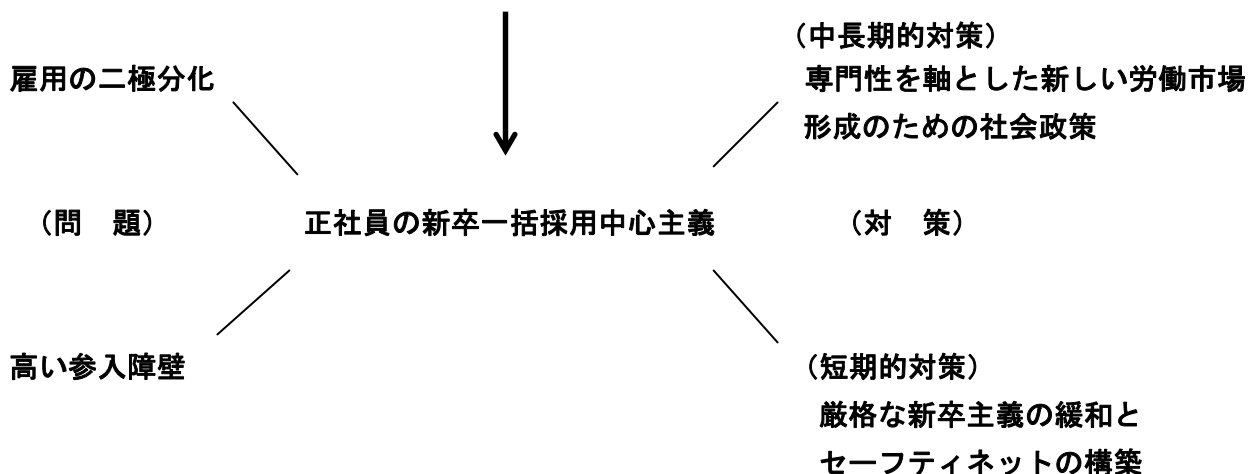 雇用の二極分化
（問　題）
高い参入障壁
正社員の新卒一括採用中心主義
（中長期的対策）
専門性を軸とした新しい労働市場
形成のための社会政策
（対　策）
（短期的対策）
厳格な新卒主義の緩和と
セーフティネットの構築